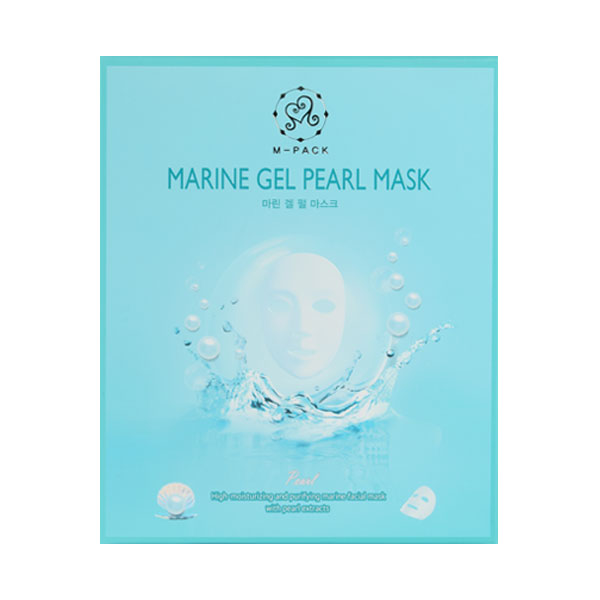 M-PACK
MARINE GEL PEARL MASK
마린 겔 펄 마스크
Pearl
High-moisturizing and purifying marine facial mask
with pearl extracts